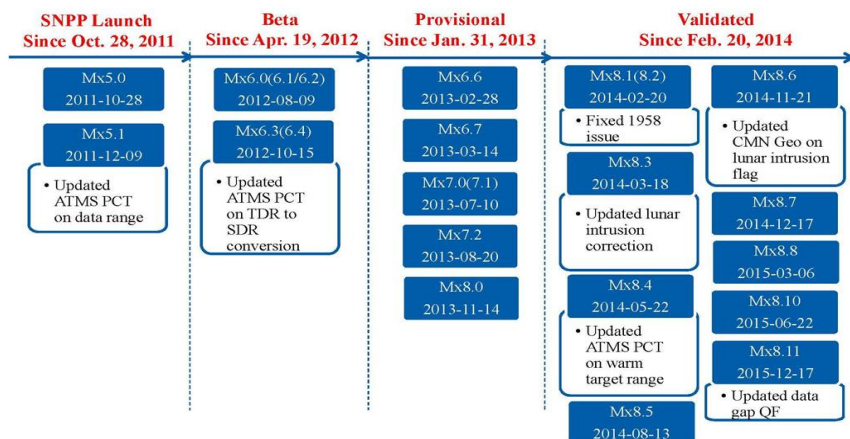 SNPP Launch
Since Oct. 28, 2011
Beta
Since Apr. 19, 2012
Provisional
Since Jan. 31, 2013
Validated
Since Feb. 20, 2014
Mx5.0
2011-10-28
Mx5.1
2011-12-09
• Updated
ATMS PCT
on data range
Mx6.0(6.1/6.2)
2012-08-09
Mx6.3(6.4)
2012-10-15
• Updated
ATMS PCT
on TDR to
SDR
conversion
Mx6.6
2013-02-28
Mx6.7
2013-03-14
Mx7.0(7.1)
2013-07-10
Mx7.2
2013-08-20
Mx8.0
2013-11-14
Mx8.1(8.2)
2014-02-20
• Fixed 1958
issue
Mx8.3
2014-03-18
• Updated lunar
intrusion
correction
Mx8.4
2014-05-22
• Updated
ATMS PCT
on warm
target range
Mx8.5
2014-08-13
Mx8.6
2014-11-21
• Updated
CMN Geo on
lunar intrusion
flag
Mx8.7
2014-12-17
Mx8.8
2015-03-06
Mx8.10
2015-06-22
Mx8.11
2015-12-17
• Updated data
gap QF